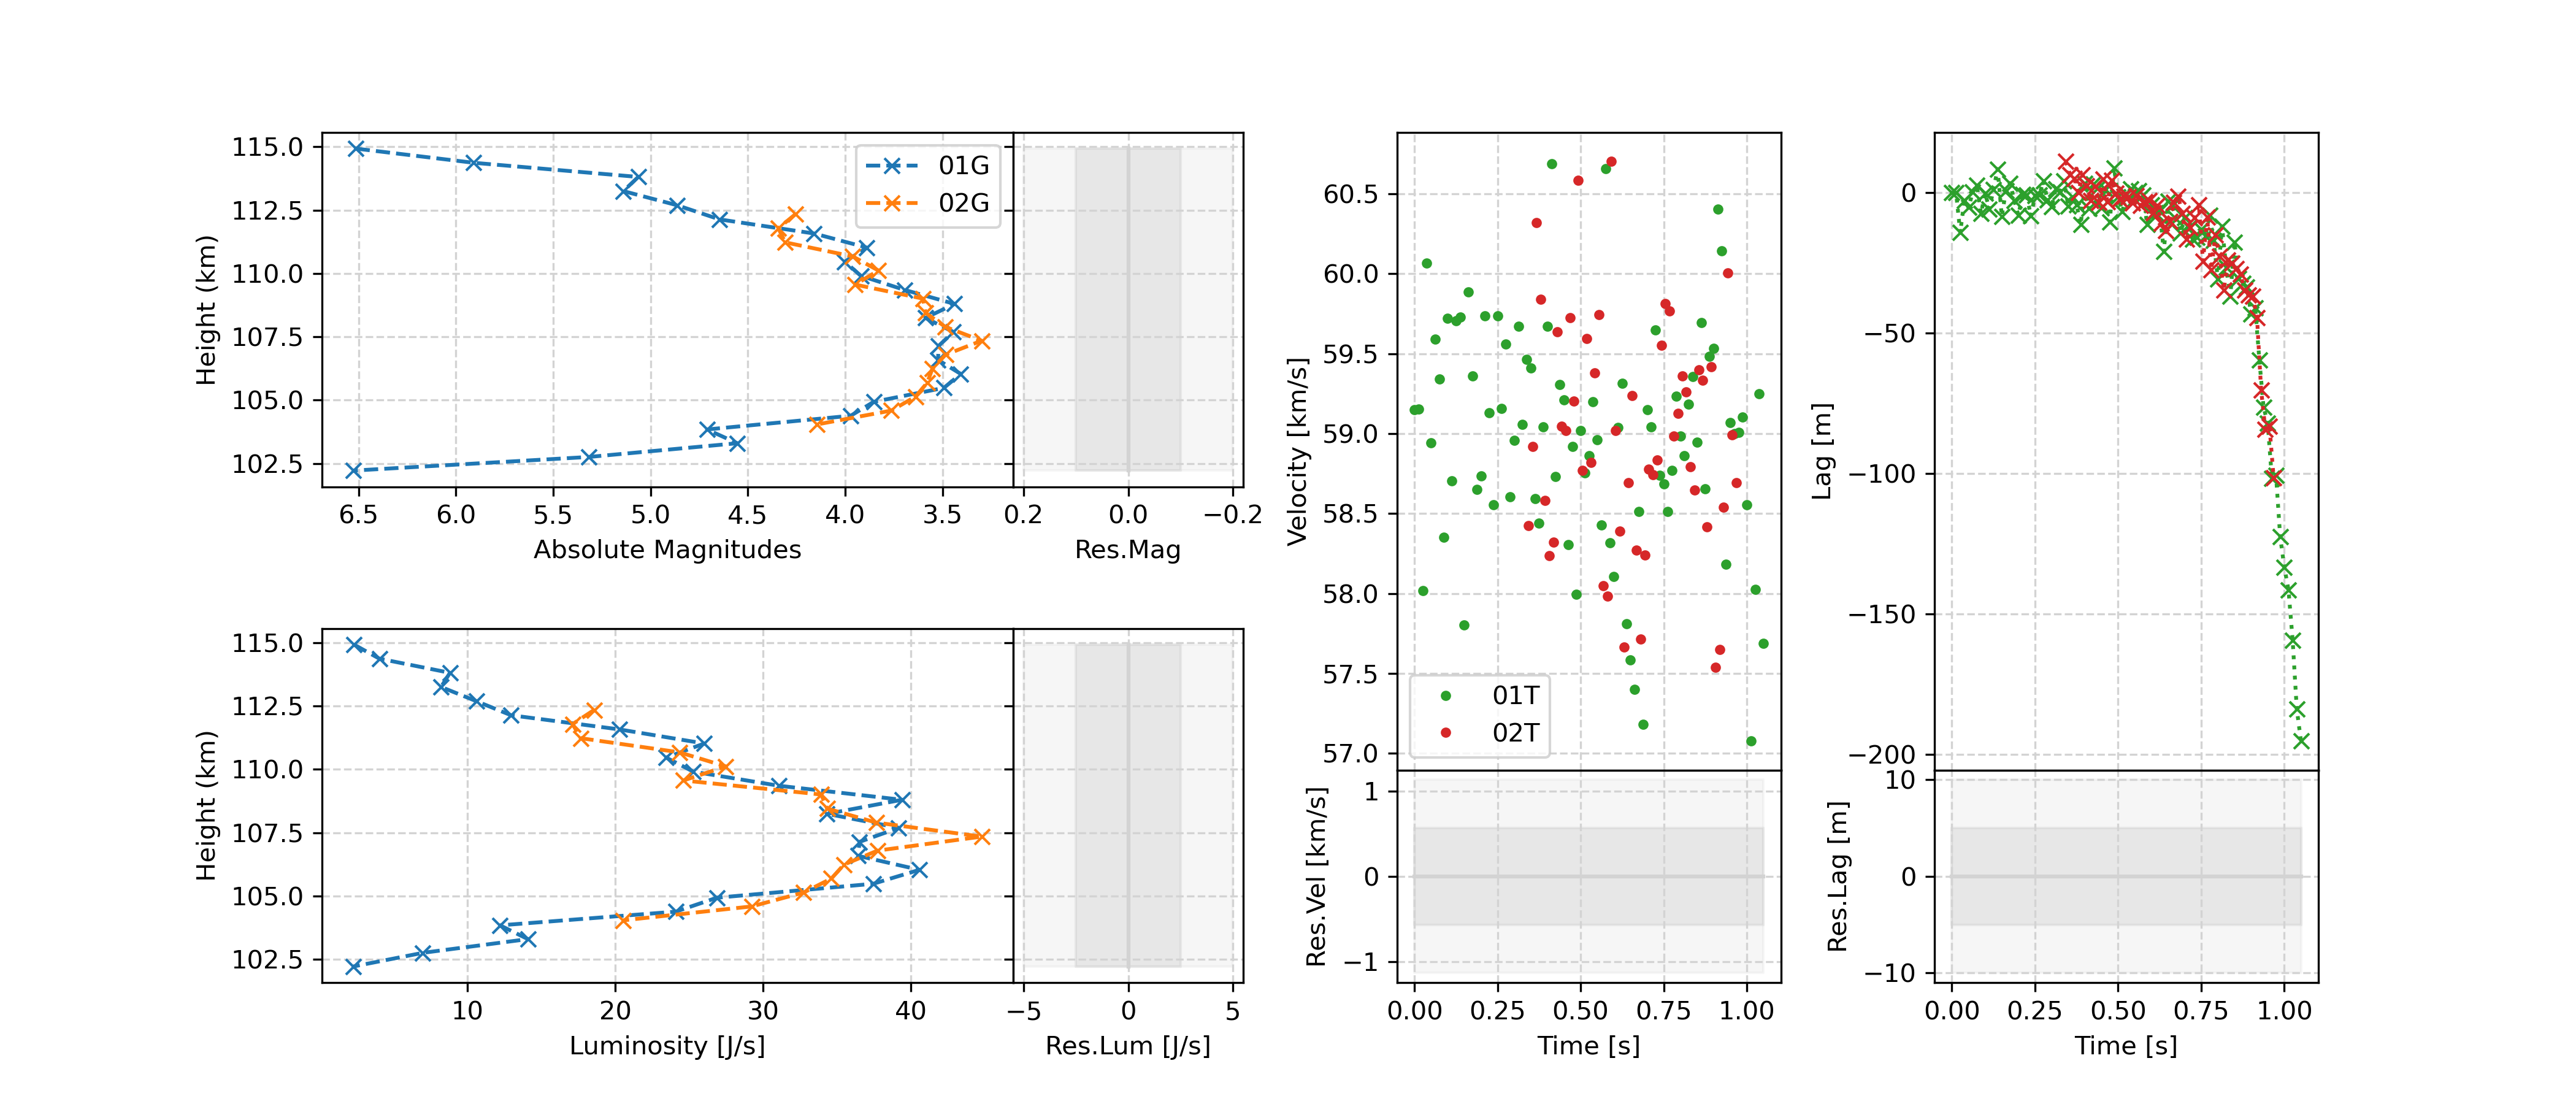 115.0
112.5
110.0
107.5
105.0
102.5
Height (km)
6.5 6.0 5.5 5.0 4.5 4.0 3.5
Absolute Magnitudes
01G
02G
0.2 0.0 −0.2
Res.Mag
115.0
112.5
110.0
107.5
105.0
102.5
Height (km)
10 20 30 40
Luminosity [J/s]
−5 0 5
Res.Lum [J/s]
60.5
60.0
59.5
59.0
58.5
58.0
57.5
57.0
Velocity [km/s]
01T
02T
1
0
−1
Res.Vel [km/s]
0.00 0.25 0.50 0.75 1.00
Time [s]
0
−50
−100
−150
−200
Lag [m]
10
0
−10
Res.Lag [m]
0.00 0.25 0.50 0.75 1.00
Time [s]